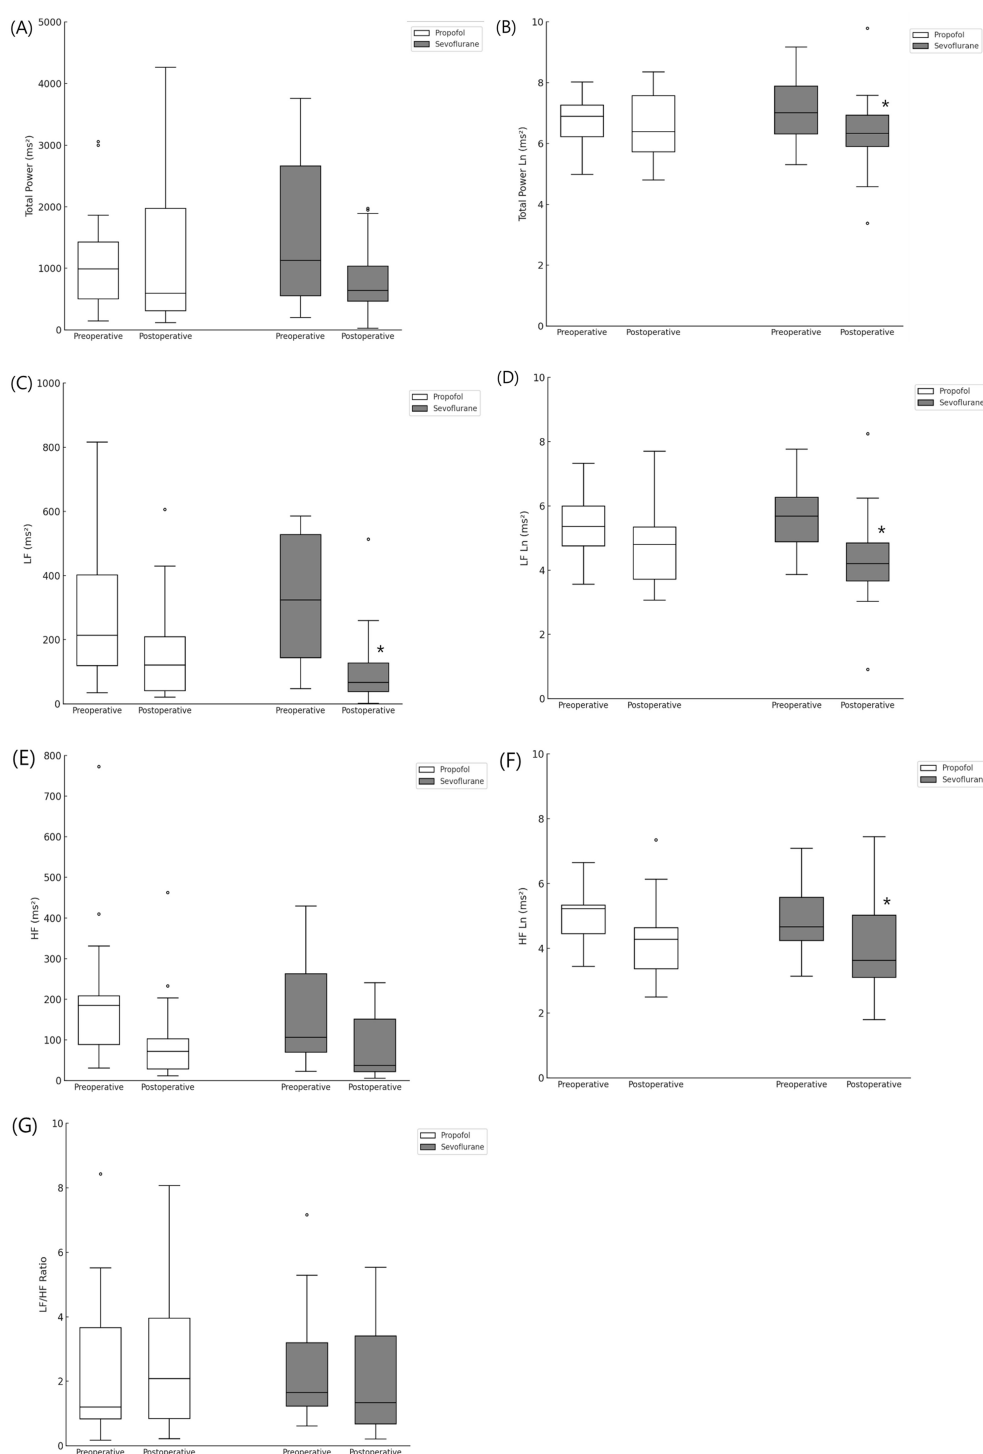 (A)
5000
4000
3000
2000
1000
0
Total Power (ms²)
Preoperative Postoperative Preoperative Postoperative
Propofol
Sevoflurane
(B)
10
8
6
4
2
0
Total Power Ln (ms²)
*
Preoperative Postoperative Preoperative Postoperative
Propofol
Sevoflurane
(C)
1000
800
600
400
200
0
LF (ms²)
*
Preoperative Postoperative Preoperative Postoperative
Propofol
Sevoflurane
(D)
10
8
6
4
2
0
LF Ln (ms²)
*
Preoperative Postoperative Preoperative Postoperative
Propofol
Sevoflurane
(E)
800
700
600
500
400
300
200
100
0
HF (ms²)
Preoperative Postoperative Preoperative Postoperative
Propofol
Sevoflurane
(F)
10
8
6
4
2
0
HF Ln (ms²)
*
Preoperative Postoperative Preoperative Postoperative
Propofol
Sevofluran
(G)
10
8
6
4
2
0
LF/HF Ratio
Preoperative Postoperative Preoperative Postoperative
Propofol
Sevoflurane